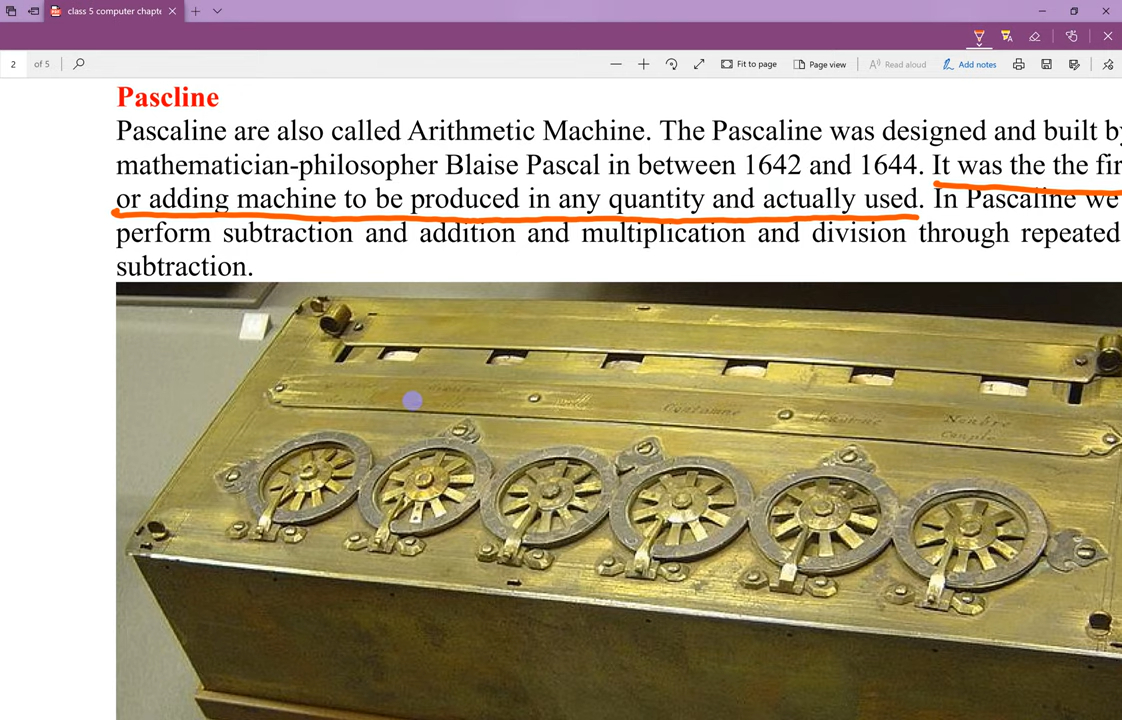 class 5 computer chapte
2 of 5
Fit to page
Page view
Read aloud
Add notes
Pascline
Pascaline are also called Arithmetic Machine. The Pascaline was designed and built by
mathematician-philosopher Blaise Pascal in between 1642 and 1644. It was the the fir
or adding machine to be produced in any quantity and actually used. In Pascaline we
perform subtraction and addition and multiplication and division through repeated
subtraction.
Nombre